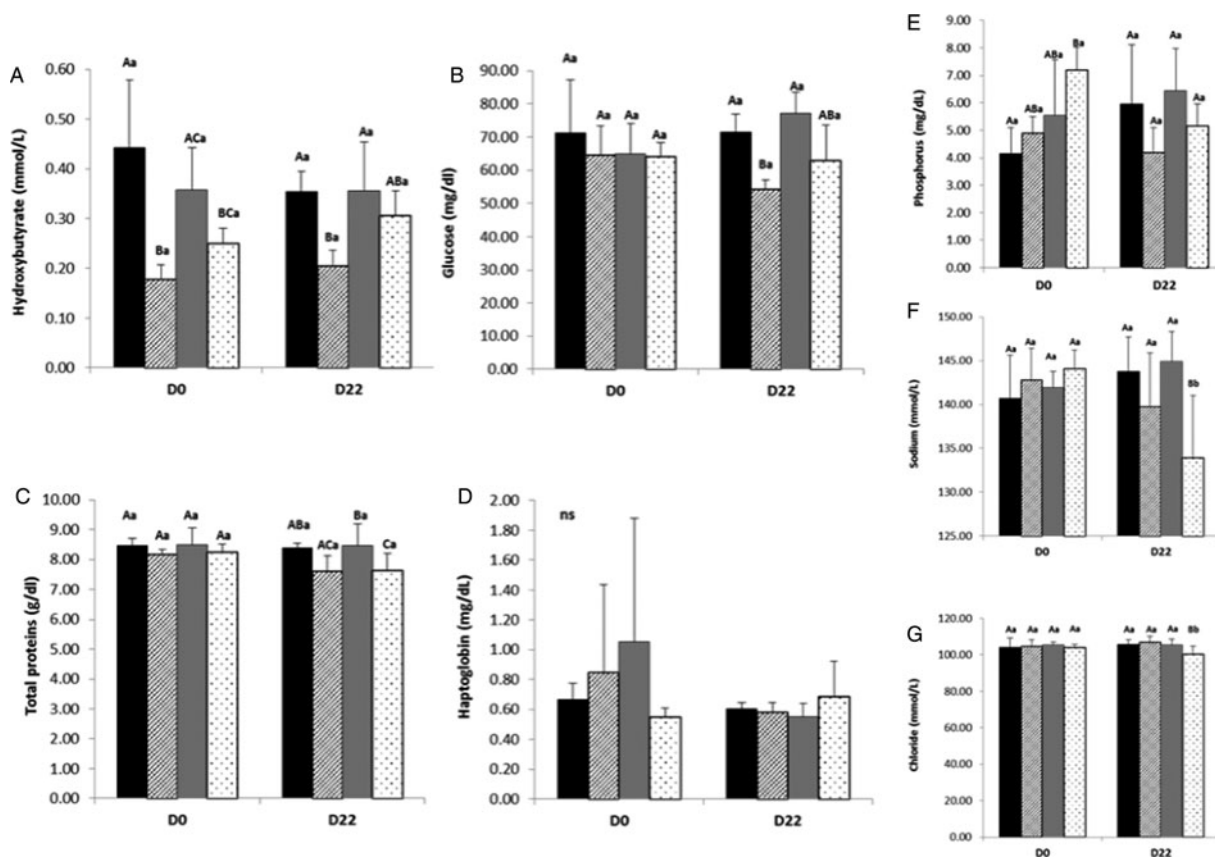 A
Hydroxybutyrate (mmol/L)
0.60
0.50
0.40
0.30
0.20
0.10
0.00
Aa
Ba
ACa
BCa
Aa
Ba
Aa
ABa
D0
D22
B
Glucose (mg/dl)
90.00
80.00
70.00
60.00
50.00
40.00
30.00
20.00
10.00
0.00
Aa
Aa
Aa
Aa
Aa
Ba
Aa
ABa
D0
D22
C
Total proteins (g/dl)
10.00
9.00
8.00
7.00
6.00
5.00
4.00
3.00
2.00
1.00
0.00
Aa
Aa
Aa
Aa
ABa
ACa
Ba
Ca
D0
D22
D
Haptoglobin (mg/dL)
2.00
1.80
1.60
1.40
1.20
1.00
0.80
0.60
0.40
0.20
0.00
ns
D0
D22
E
Phosphorus (mg/dL)
9.00
8.00
7.00
6.00
5.00
4.00
3.00
2.00
1.00
0.00
Aa
ABa
ABa
Ba
Aa
Aa
Aa
Aa
D0
D22
F
Sodium (mmol/L)
150.00
145.00
140.00
135.00
130.00
125.00
Aa
Aa
Aa
Aa
Aa
Aa
Aa
Bb
D0
D22
G
Chloride (mmol/L)
120.00
100.00
80.00
60.00
40.00
20.00
0.00
Aa
Aa
Aa
Aa
Aa
Aa
Aa
Bb
D0
D22